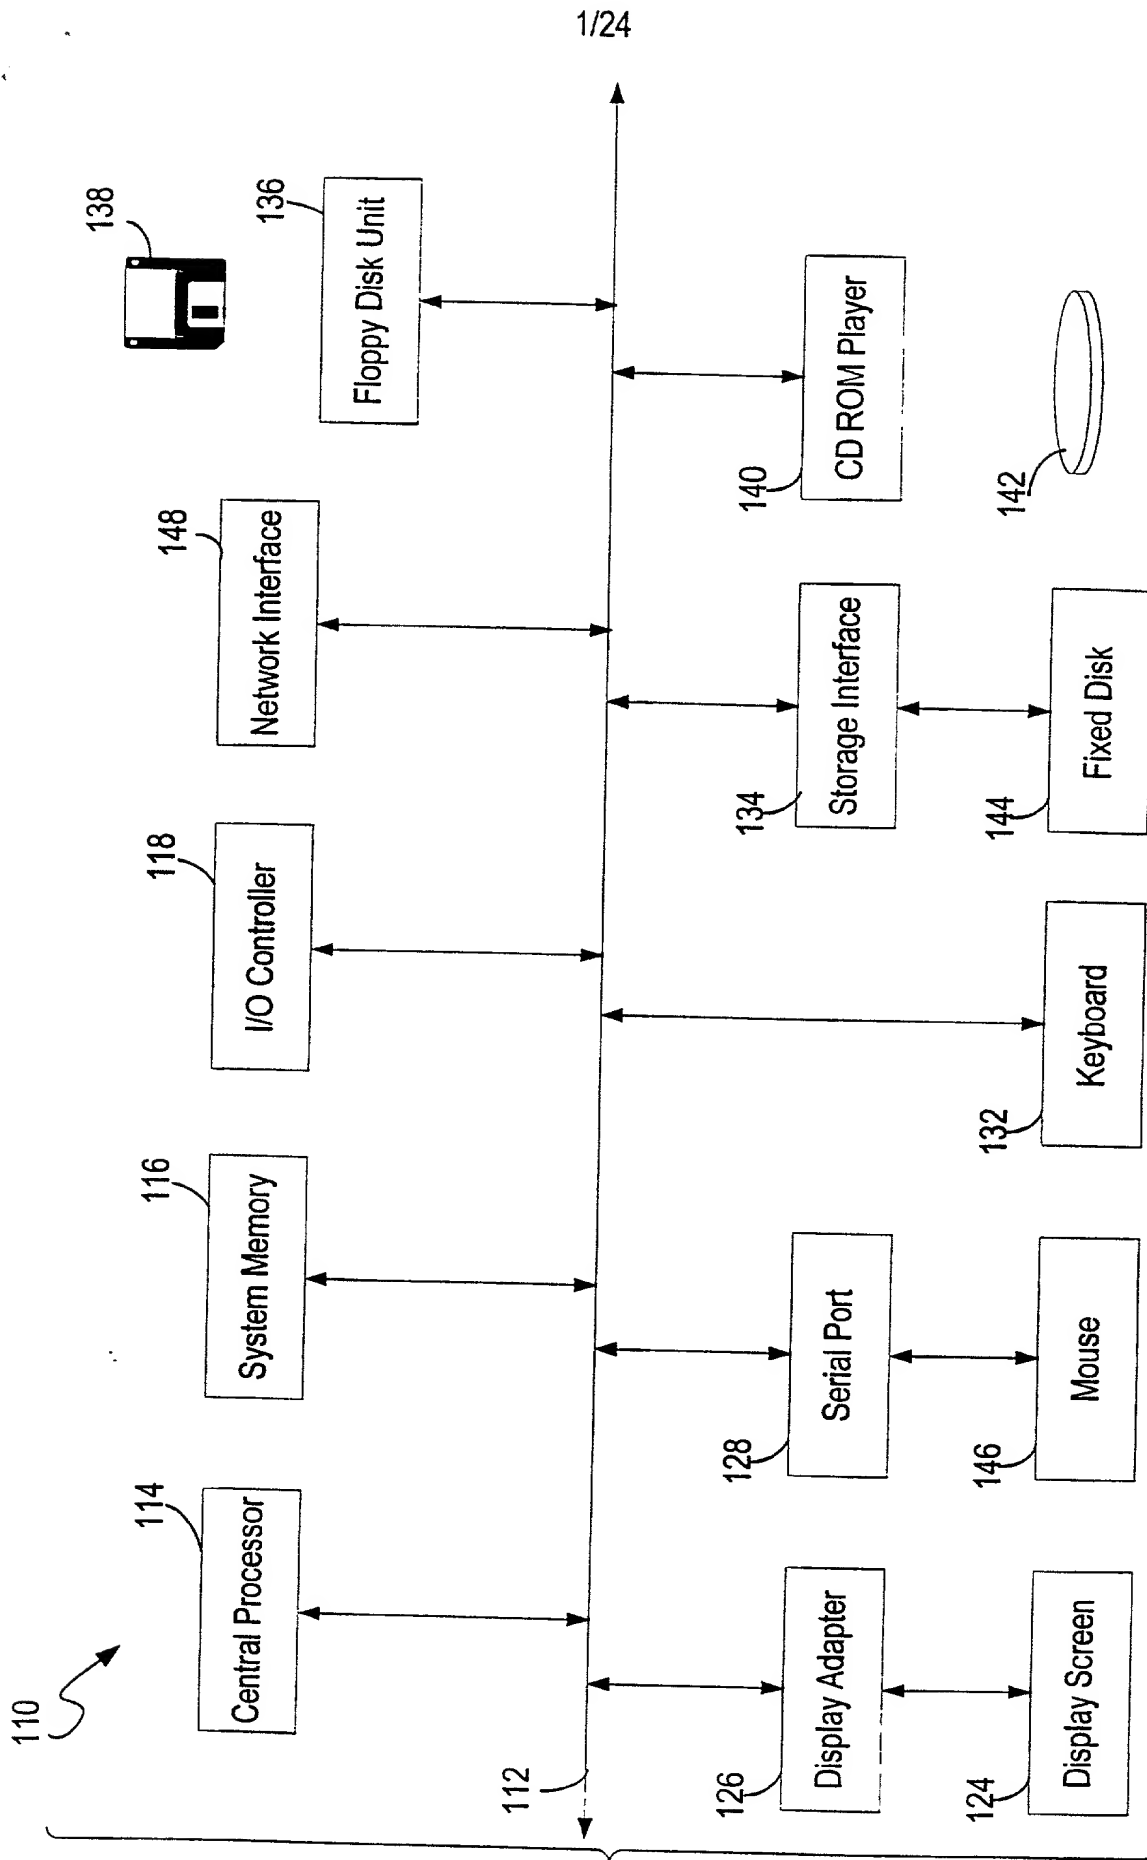 1/24
110
114
Central Processor
116
System Memory
118
I/O Controller
148
Network Interface
138
136
Floppy Disk Unit
112
126
Display Adapter
128
Serial Port
134
Storage Interface
140
CD ROM Player
124
Display Screen
146
Mouse
132
Keyboard
144
Fixed Disk
142